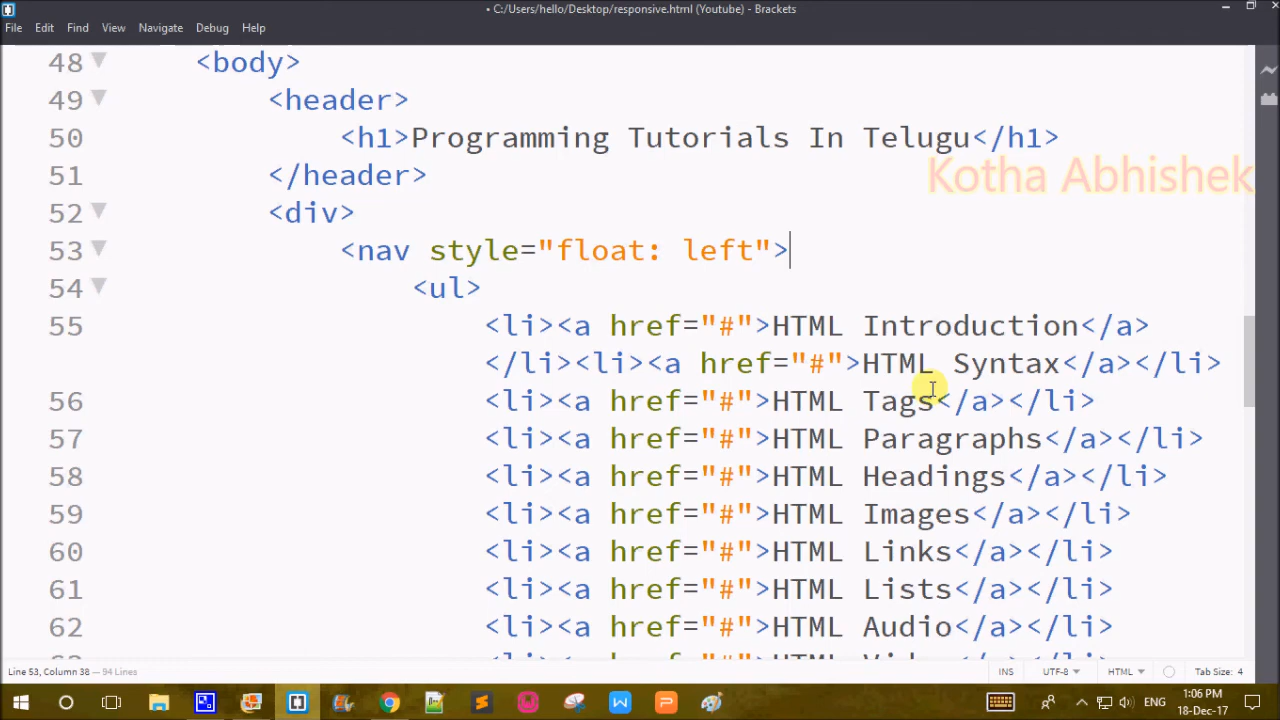 • C:/Users/hello/Desktop/responsive.html (Youtube) - Brackets
File Edit Find View Navigate Debug Help
48 <body>
49 <header>
50 <h1>Programming Tutorials In Telugu</h1>
51 </header>
Kotha Abhishek
52 <div>
53 <nav style="float: left">
54 <ul>
55 <li><a href="#">HTML Introduction</a>
</li><li><a href="#">HTML Syntax</a></li>
56 <li><a href="#">HTML Tags</a></li>
57 <li><a href="#">HTML Paragraphs</a></li>
58 <li><a href="#">HTML Headings</a></li>
59 <li><a href="#">HTML Images</a></li>
60 <li><a href="#">HTML Links</a></li>
61 <li><a href="#">HTML Lists</a></li>
62 <li><a href="#">HTML Audio</a></li>
Line 53, Column 38 — 94 Lines INS UTF-8 HTML Tab Size: 4
ENG 1:06 PM
18-Dec-17